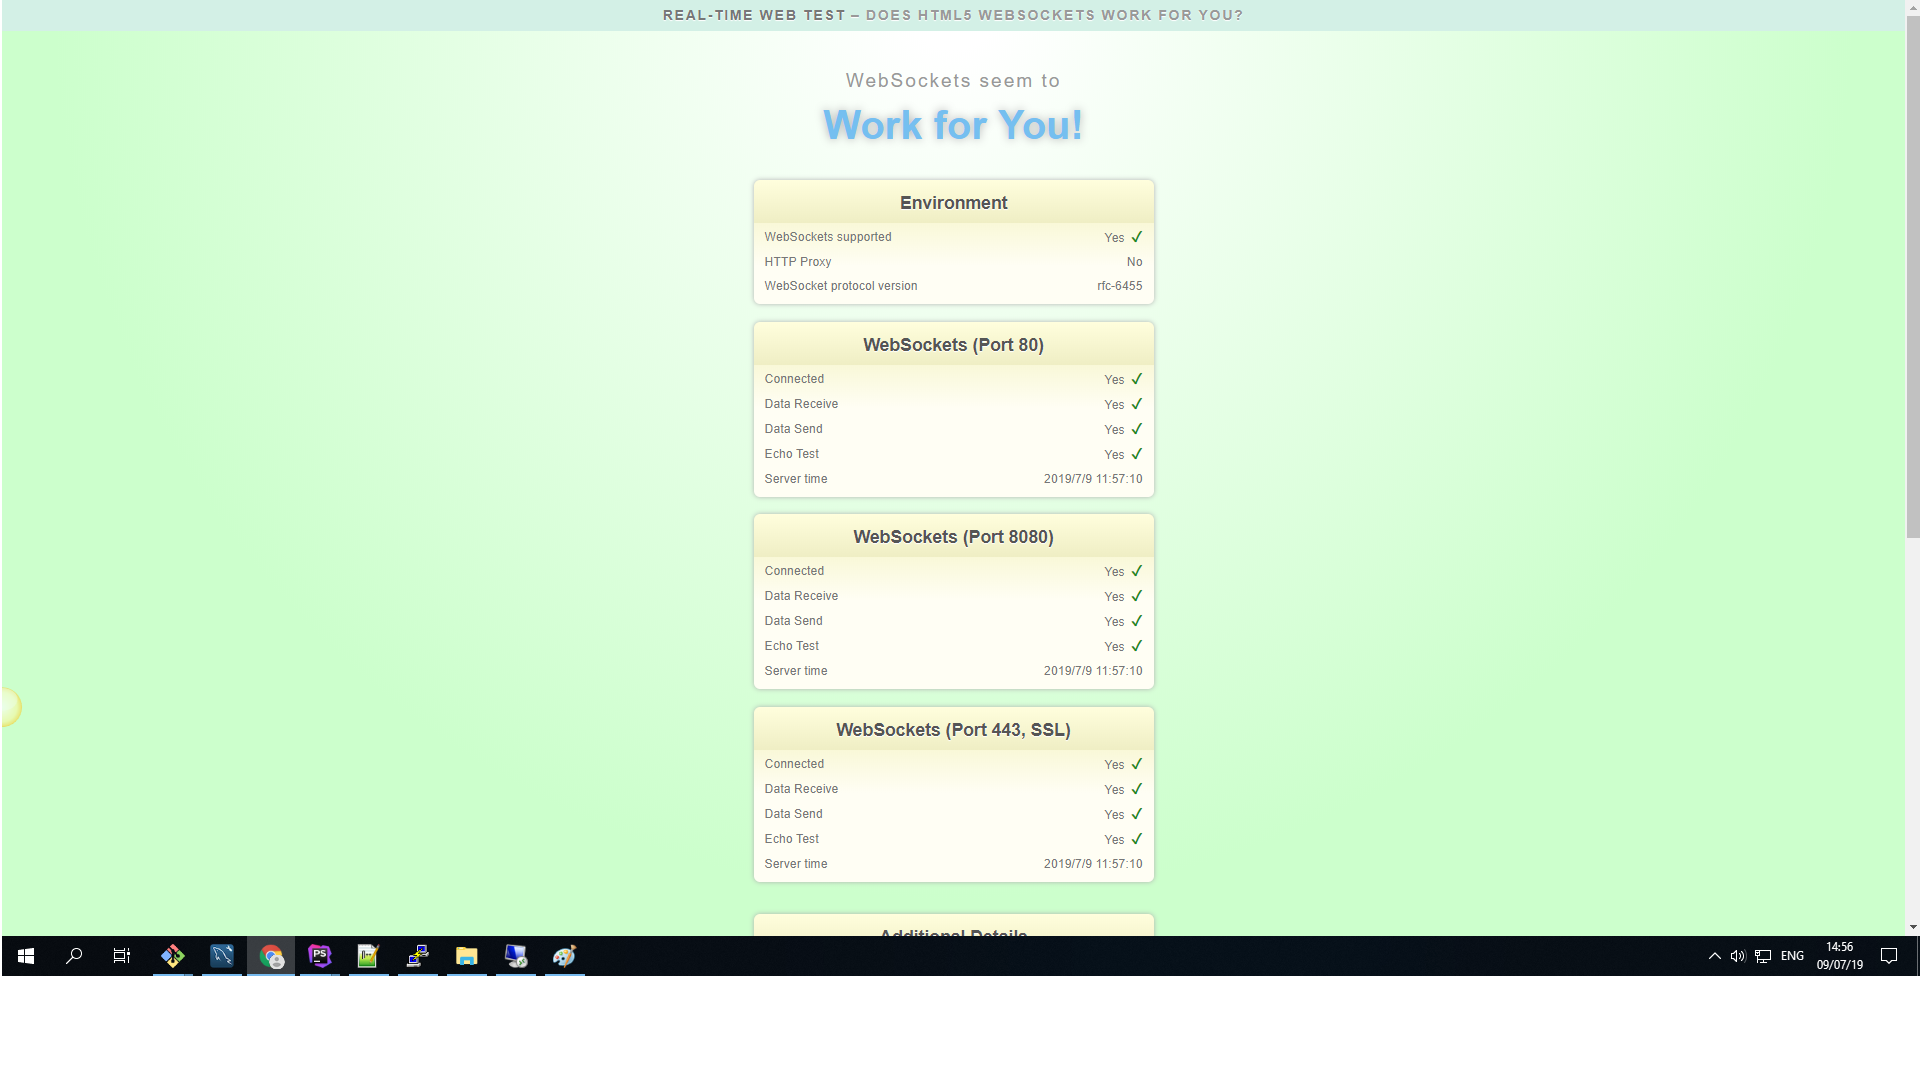 REAL-TIME WEB TEST – DOES HTML5 WEBSOCKETS WORK FOR YOU?
WebSockets seem to
Work for You!
Environment
WebSockets supported Yes ✓
HTTP Proxy No
WebSocket protocol version rfc-6455
WebSockets (Port 80)
Connected Yes ✓
Data Receive Yes ✓
Data Send Yes ✓
Echo Test Yes ✓
Server time 2019/7/9 11:57:10
WebSockets (Port 8080)
Connected Yes ✓
Data Receive Yes ✓
Data Send Yes ✓
Echo Test Yes ✓
Server time 2019/7/9 11:57:10
WebSockets (Port 443, SSL)
Connected Yes ✓
Data Receive Yes ✓
Data Send Yes ✓
Echo Test Yes ✓
Server time 2019/7/9 11:57:10
Additional Details
PS
ENG
14:56
09/07/19